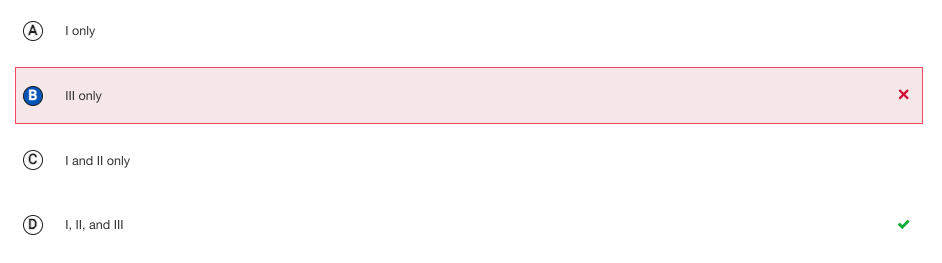 A I only
B III only
C I and II only
D I, II, and III